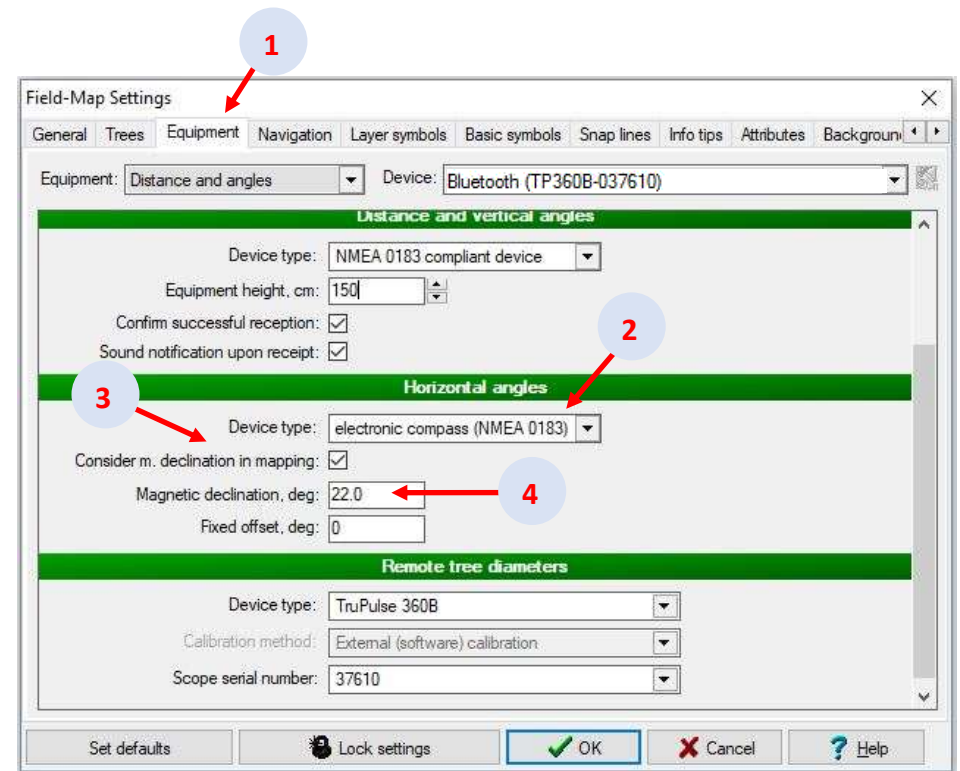 1
Field-Map Settings
General Trees Equipment Navigation Layer symbols Basic symbols Snap lines Info tips Attributes Backgroun
Equipment: Distance and angles Device: Bluetooth (TP360B-037610)
Distance and vertical angles
Device type: NMEA 0183 compliant device
Equipment height, cm: 150
Confirm successful reception:
Sound notification upon receipt:
2
Horizontal angles
3
Device type: electronic compass (NMEA 0183)
Consider m. declination in mapping:
Magnetic declination, deg: 22.0 4
Fixed offset, deg: 0
Remote tree diameters
Device type: TruPulse 360B
Calibration method: External (software) calibration
Scope serial number: 37610
Set defaults Lock settings OK Cancel Help